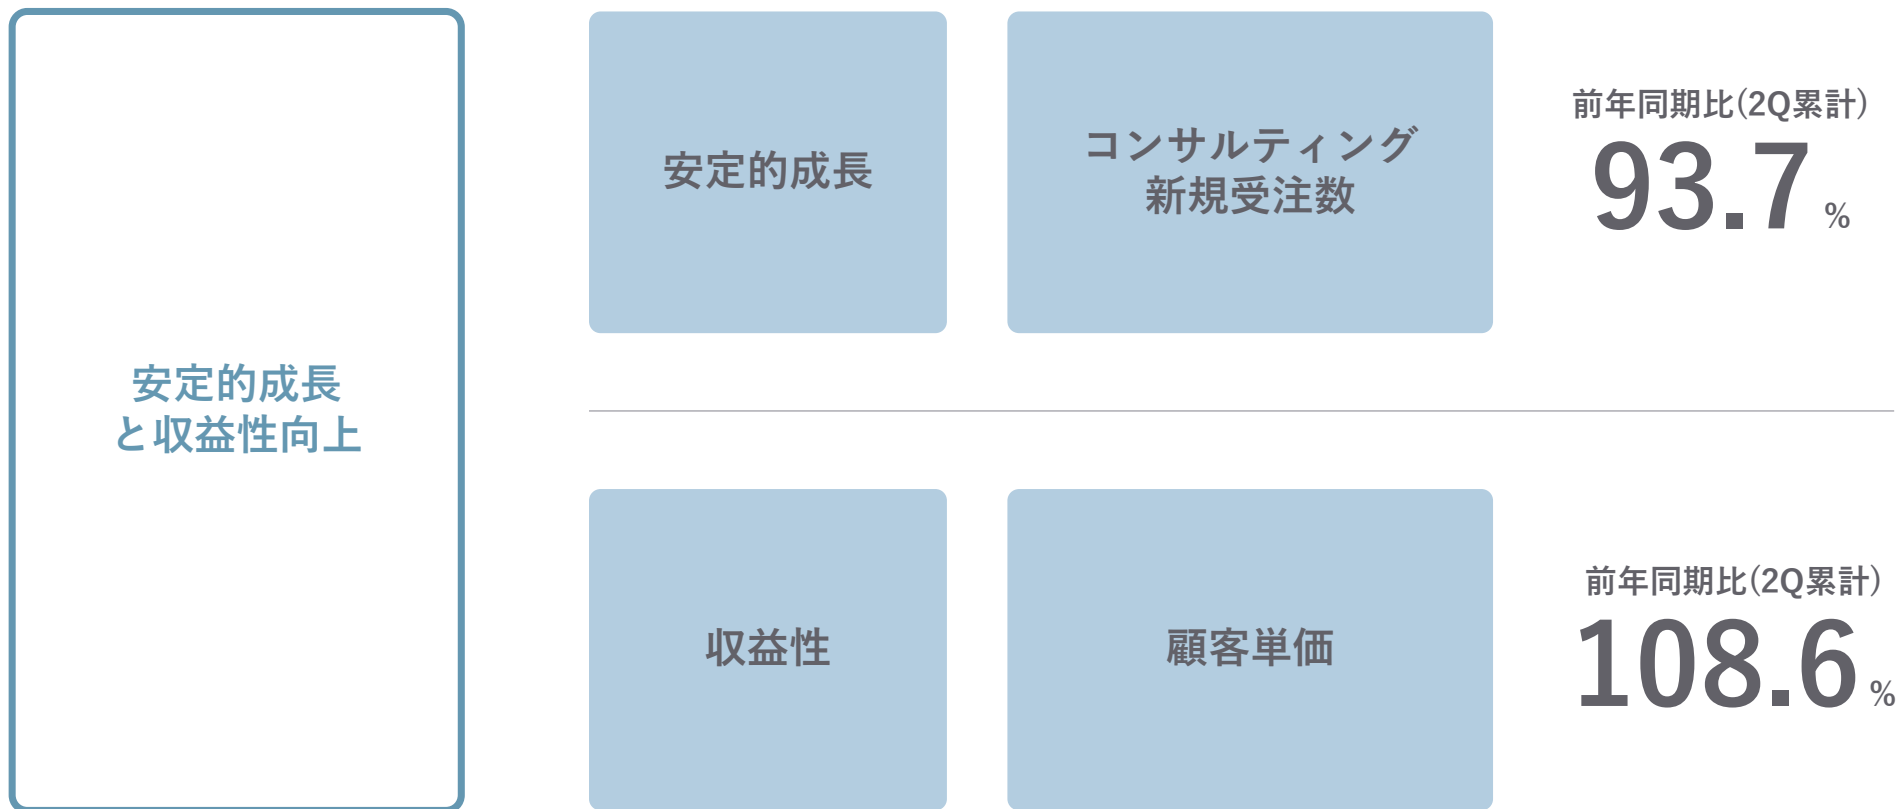 安定的成長
と収益性向上
安定的成長
コンサルティング
新規受注数
前年同期比(2Q累計)
93.7%
収益性
顧客単価
前年同期比(2Q累計)
108.6%